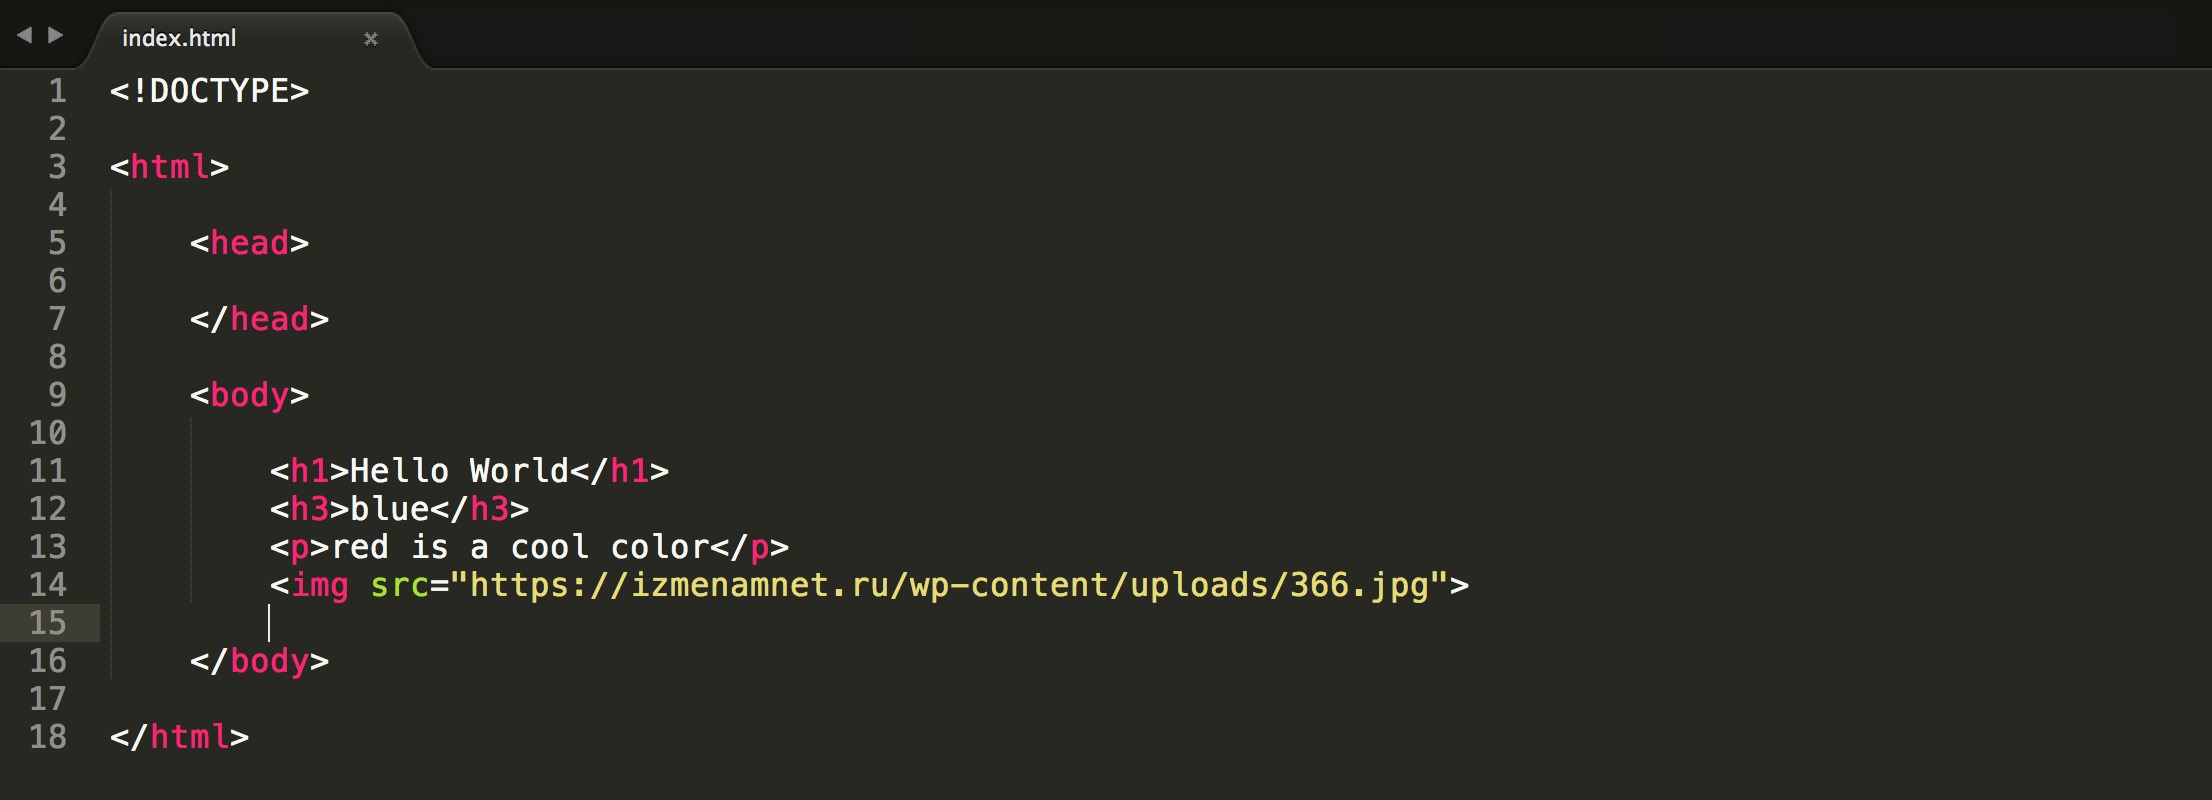 index.html
1 <!DOCTYPE>
2
3 <html>
4
5 <head>
6
7 </head>
8
9 <body>
10
11 <h1>Hello World</h1>
12 <h3>blue</h3>
13 <p>red is a cool color</p>
14 <img src="https://izmenamnet.ru/wp-content/uploads/366.jpg">
15
16 </body>
17
18 </html>